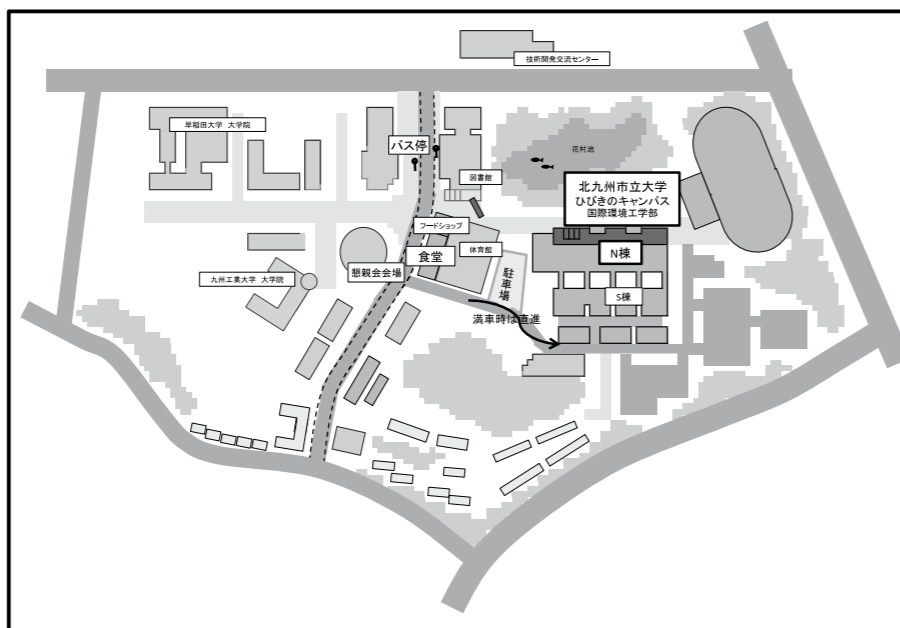 技術開発交流センター
早稲田大学 大学院
バス停
花村池
図書館
北九州市立大学
ひびきのキャンパス
国際環境工学部
フードショップ
体育館
食堂
N棟
懇親会会場
九州工業大学 大学院
駐車場
S棟
満車時は直進